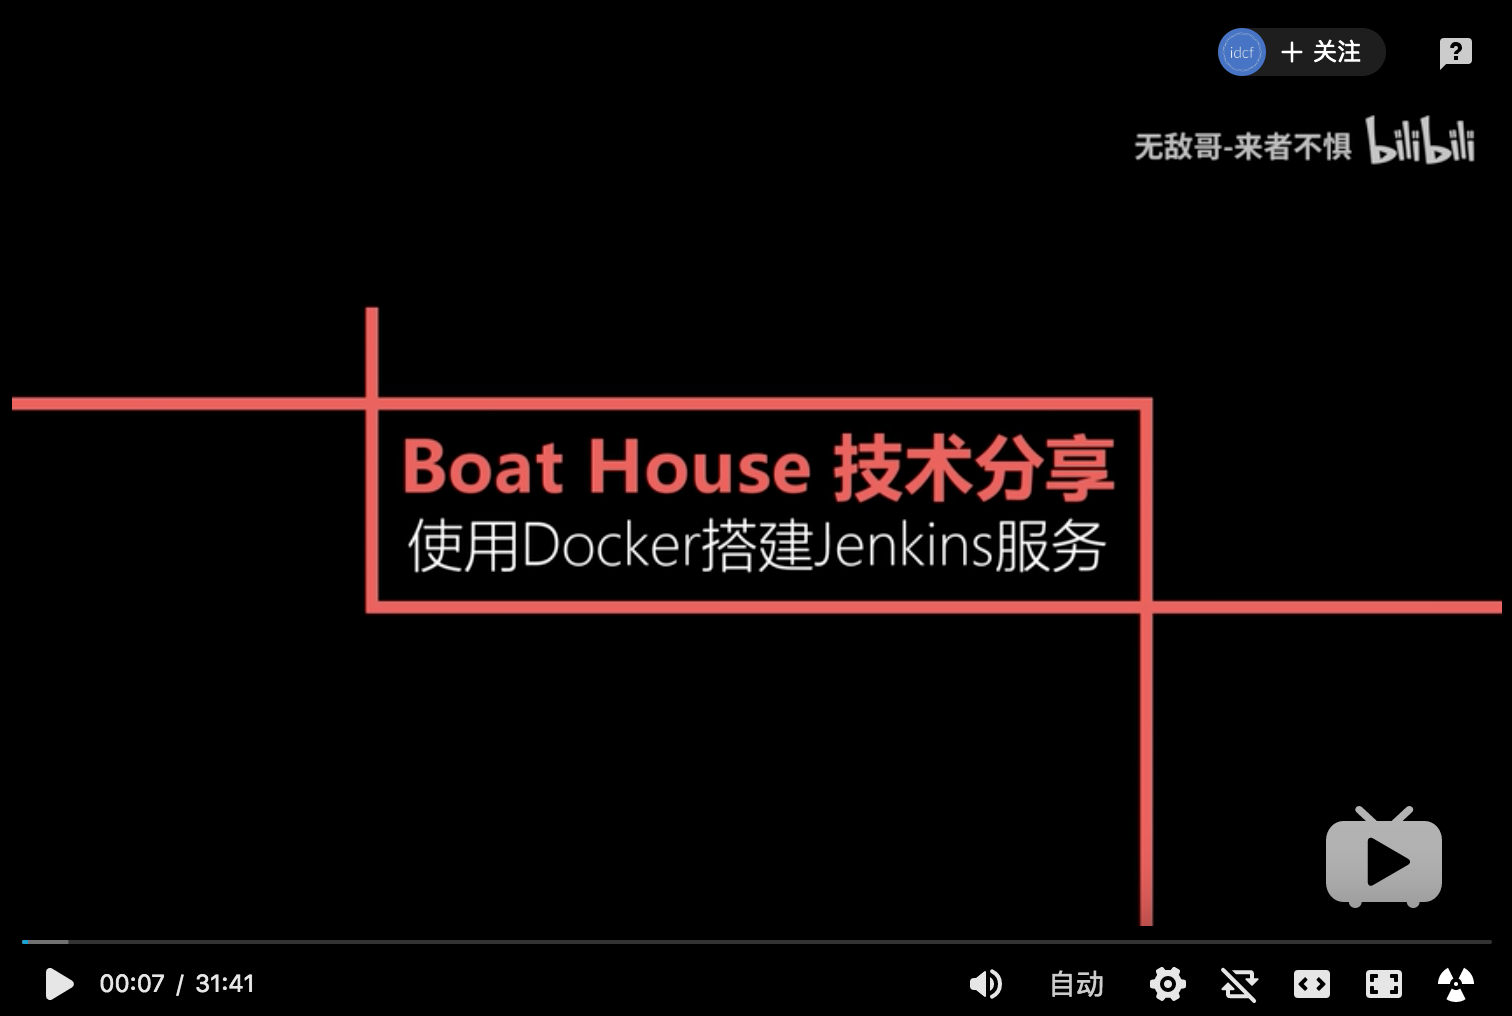 idcf + 关注
?
无敌哥-来者不惧 bilibili
Boat House 技术分享
使用Docker搭建Jenkins服务
00:07 / 31:41
自动